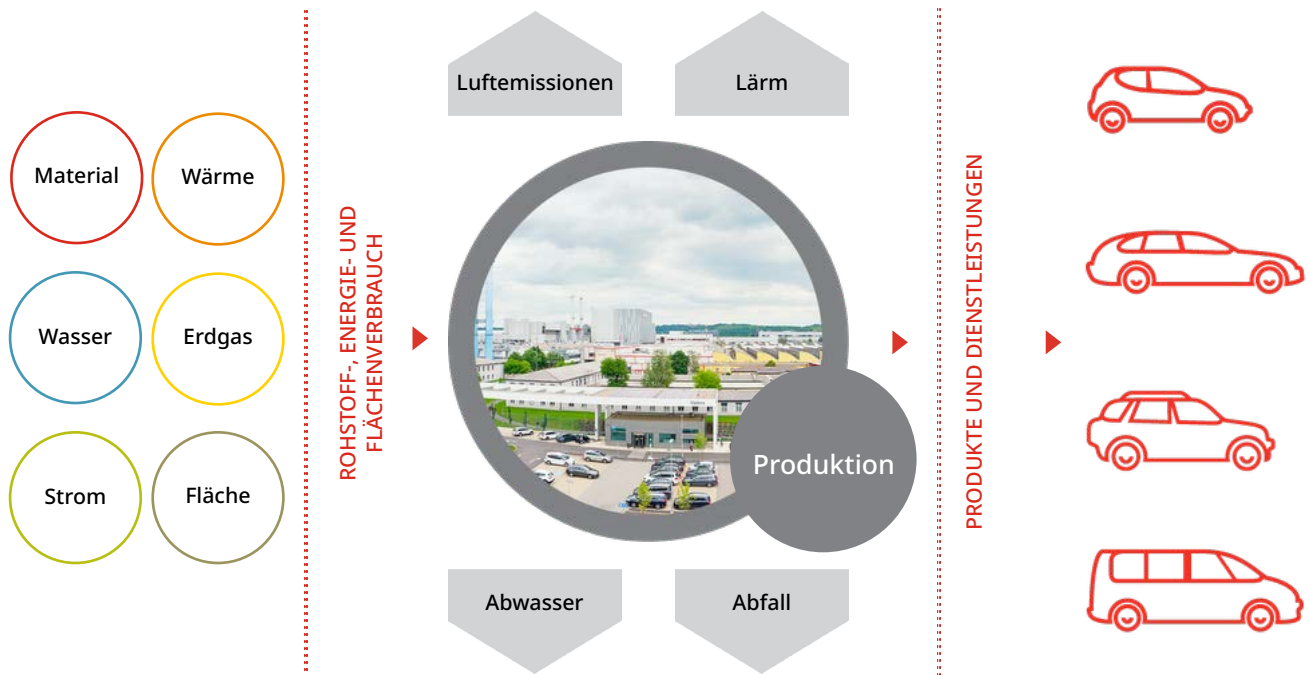 Material
Wärme
Wasser
Erdgas
Strom
Fläche
ROHSTOFF-, ENERGIE- UND
FLÄCHENVERBRAUCH
Luftemissionen
Lärm
Produktion
Abwasser
Abfall
PRODUKTE UND DIENSTLEISTUNGEN